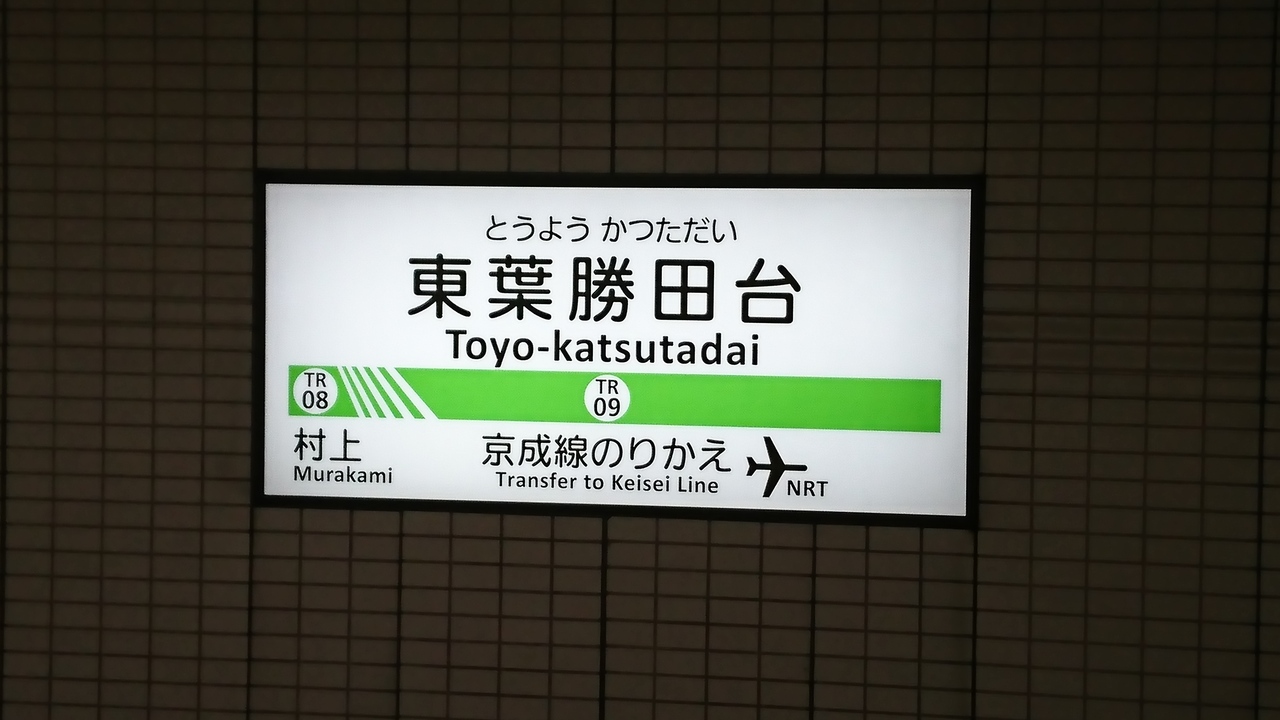 とうよう かつただい
東葉勝田台
Toyo-katsutadai
TR 08
TR 09
村上
Murakami
京成線のりかえ
Transfer to Keisei Line
NRT